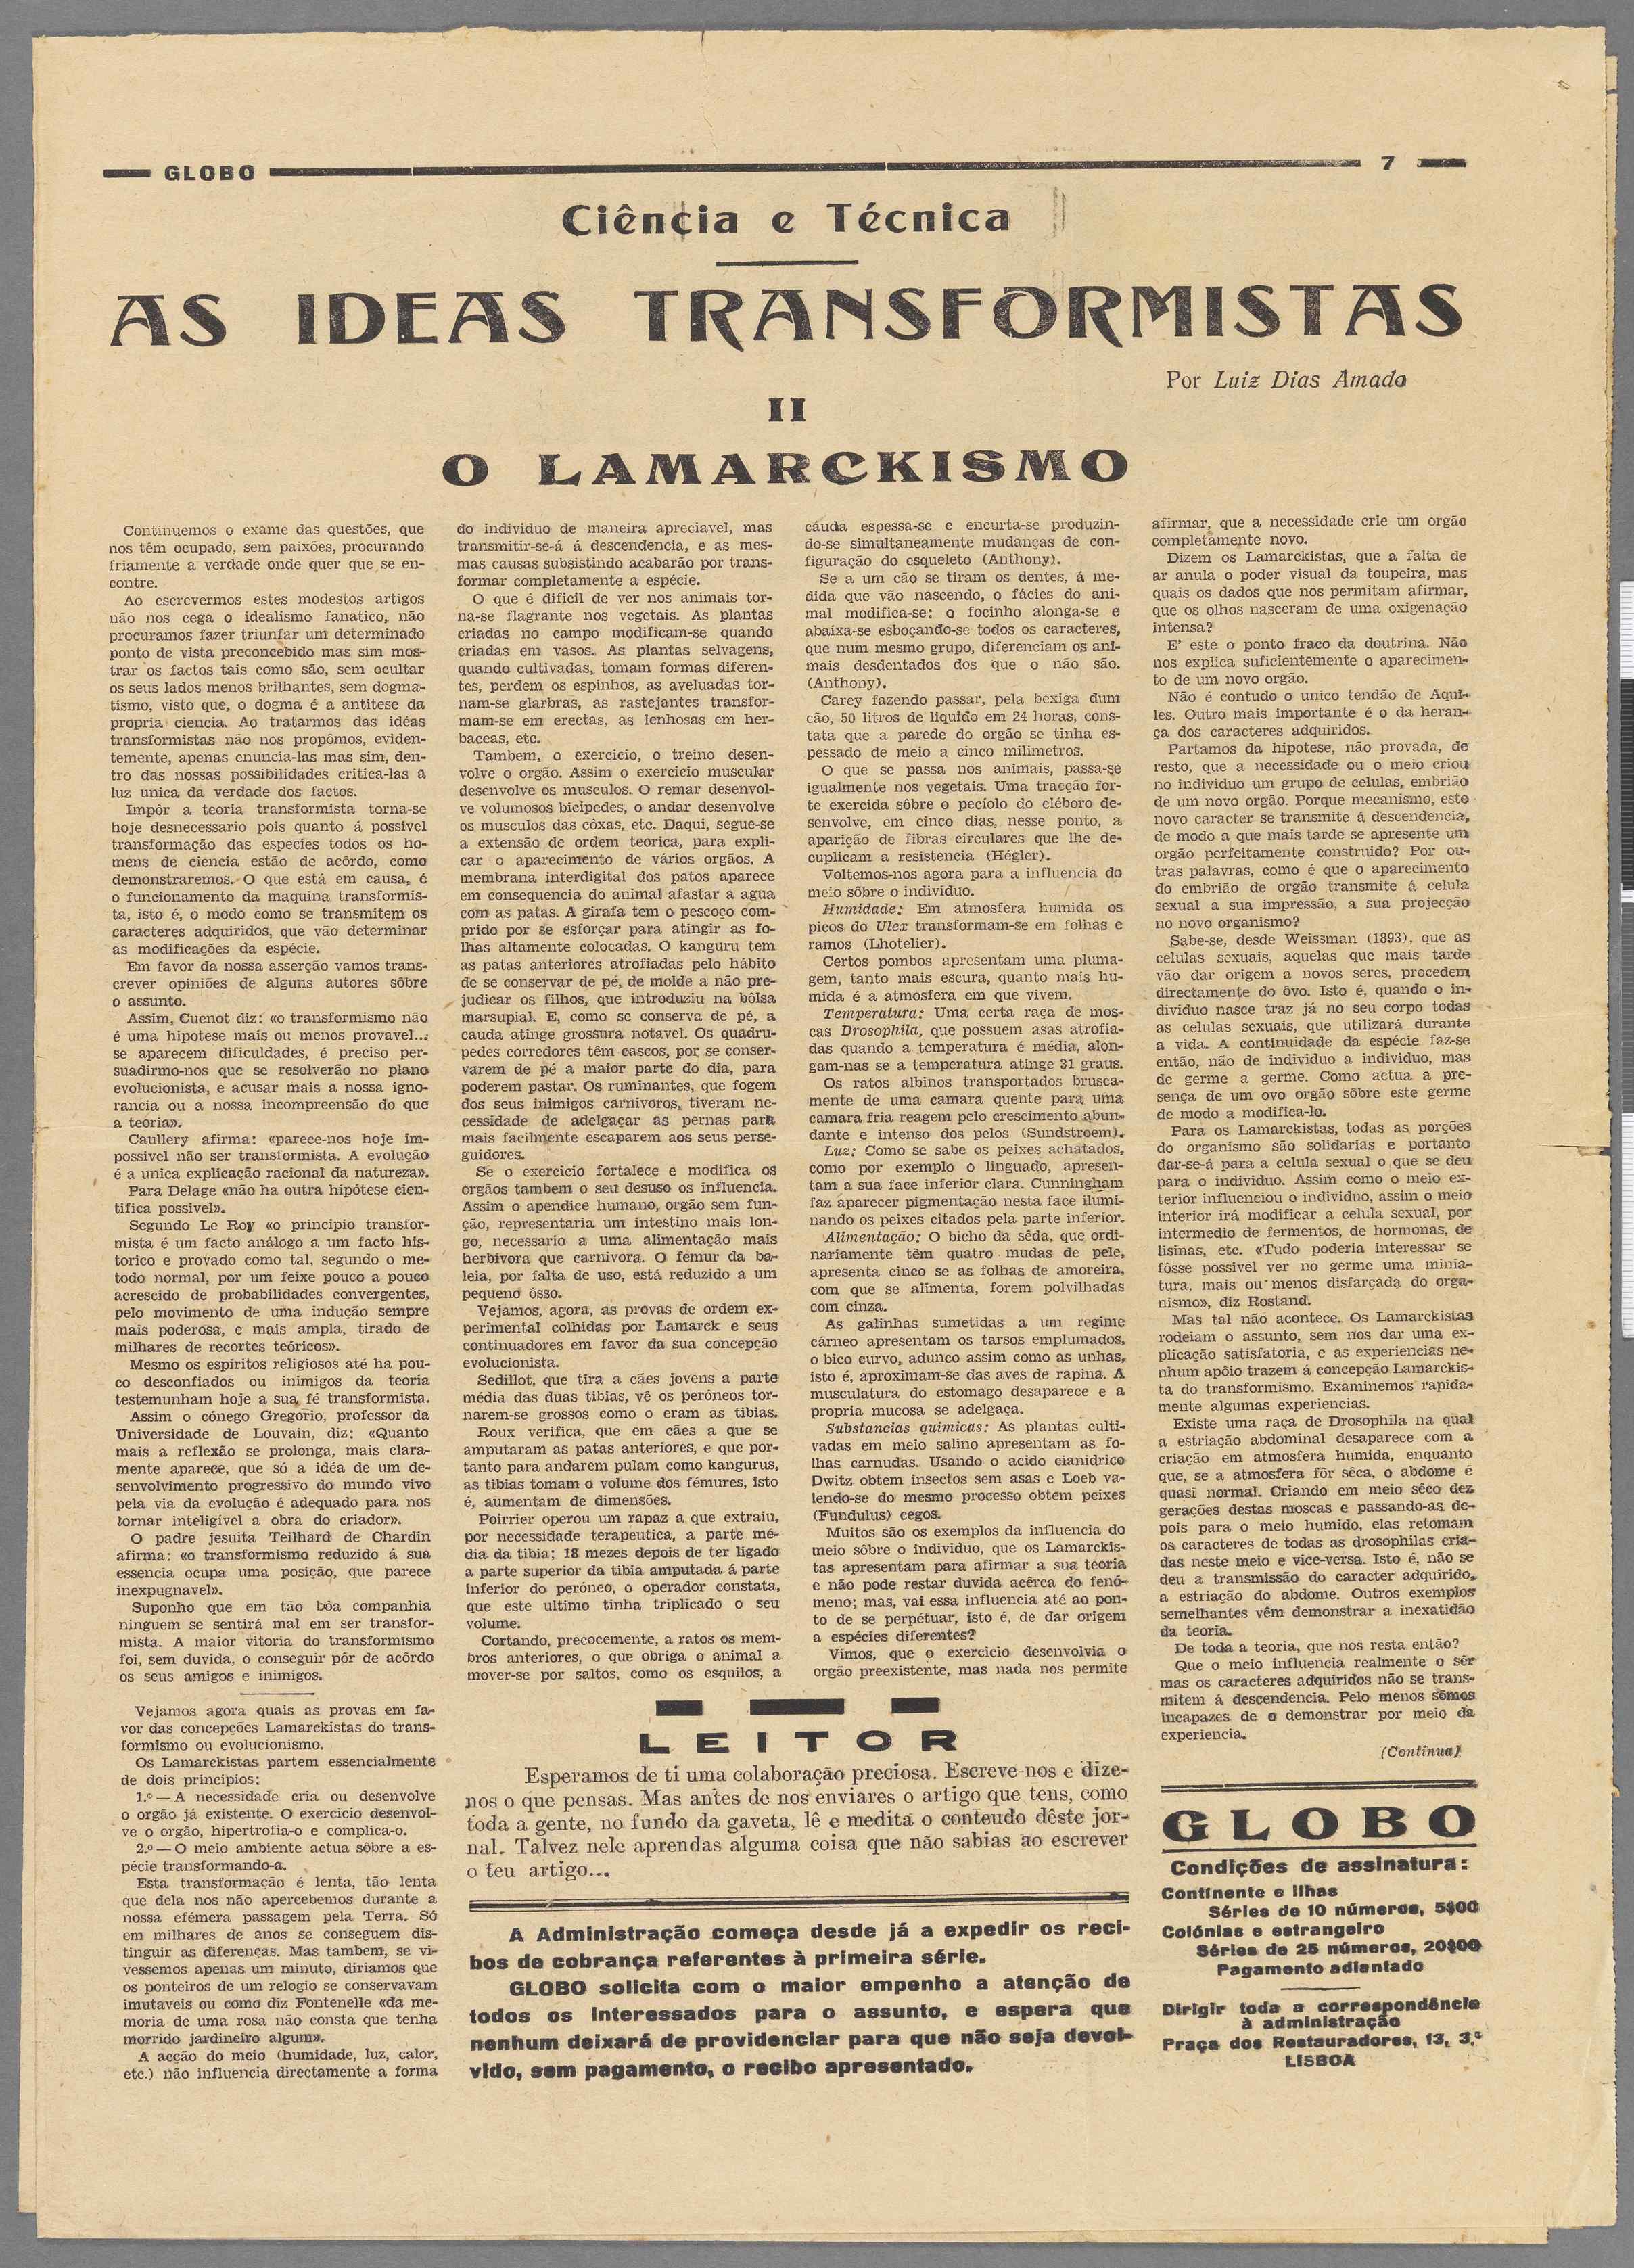 GLOBO
7
Ciência e Técnica
AS IDEAS TRANSFORMISTAS
Por Luiz Dias Amado
II
O LAMARCKISMO
Continuemos o exame das questões, que
nos têm ocupado, sem paixões, procurando
friamente a verdade onde quer que se en-
contre.
Ao escrevermos estes modestos artigos
não nos cega o idealismo fanatico, não
procuramos fazer triunfar um determinado
ponto de vista preconcebido mas sim mos-
trar os factos tais como são, sem ocultar
os seus lados menos brilhantes, sem dogma-
tismo, visto que, o dogma é a antitese da
propria ciencia. Ao tratarmos das idéas
transformistas não nos propômos, eviden-
temente, apenas enuncia-las mas sim, den-
tro das nossas possibilidades critica-las á
luz unica da verdade dos factos.
Impôr a teoria transformista torna-se
hoje desnecessario pois quanto á possivel
transformação das especies todos os ho-
mens de ciencia estão de acôrdo, como
demonstraremos. O que está em causa, é
o funcionamento da maquina transformis-
ta, isto é, o modo como se transmitem os
caracteres adquiridos, que vão determinar
as modificações da espécie.
Em favor da nossa asserção vamos trans-
crever opiniões de alguns autores sôbre
o assunto.
Assim, Cuenot diz: «o transformismo não
é uma hipotese mais ou menos provavel...
se aparecem dificuldades, é preciso per-
suadirmo-nos que se resolverão no plano
evolucionista, e acusar mais a nossa igno-
rancia ou a nossa incompreensão do que
a teoria».
Caullery afirma: «parece-nos hoje im-
possivel não ser transformista. A evolução
é a unica explicação racional da natureza».
Para Delage «não ha outra hipótese cien-
tifica possivel».
Segundo Le Roy «o principio transfor-
mista é um facto análogo a um facto his-
torico e provado como tal, segundo o me-
todo normal, por um feixe pouco a pouco
acrescido de probabilidades convergentes,
pelo movimento de uma indução sempre
mais poderosa, e mais ampla, tirado de
milhares de recortes teóricos».
Mesmo os espiritos religiosos até ha pou-
co desconfiados ou inimigos da teoria
testemunham hoje a sua fé transformista.
Assim o cónego Gregorio, professor da
Universidade de Louvain, diz: «Quanto
mais a reflexão se prolonga, mais clara-
mente aparece, que só a idéa de um de-
senvolvimento progressivo do mundo vivo
pela via da evolução é adequado para nos
tornar inteligivel a obra do criador».
O padre jesuita Teilhard de Chardin
afirma: «o transformismo reduzido á sua
essencia ocupa uma posição, que parece
inexpugnavel».
Suponho que em tão bôa companhia
ninguem se sentirá mal em ser transfor-
mista. A maior vitoria do transformismo
foi, sem duvida, o conseguir pôr de acôrdo
os seus amigos e inimigos.
Vejamos agora quais as provas em fa-
vor das concepções Lamarckistas do trans-
formismo ou evolucionismo.
Os Lamarckistas partem essencialmente
de dois principios:
1.º — A necessidade cria ou desenvolve
o orgão já existente. O exercicio desenvol-
ve o orgão, hipertrofia-o e complica-o.
2.º — O meio ambiente actua sôbre a es-
pécie transformando-a.
Esta transformação é lenta, tão lenta
que dela nos não apercebemos durante a
nossa efémera passagem pela Terra. Só
em milhares de anos se conseguem dis-
tinguir as diferenças. Mas tambem, se vi-
vessemos apenas um minuto, diriamos que
os ponteiros de um relogio se conservavam
imutaveis ou como diz Fontenelle «da me-
moria de uma rosa não consta que tenha
morrido jardineiro algum».
A acção do meio (humidade, luz, calor,
etc.) não influencia directamente a forma
do individuo de maneira apreciavel, mas
transmitir-se-á á descendencia, e as mes-
mas causas subsistindo acabarão por trans-
formar completamente a espécie.
O que é dificil de ver nos animais tor-
na-se flagrante nos vegetais. As plantas
criadas no campo modificam-se quando
criadas em vasos. As plantas selvagens,
quando cultivadas, tomam formas diferen-
tes, perdem os espinhos, as aveluadas tor-
nam-se glarbras, as rastejantes transfor-
mam-se em erectas, as lenhosas em her-
baceas, etc.
Tambem, o exercicio, o treino desen-
volve o orgão. Assim o exercicio muscular
desenvolve os musculos. O remar desenvol-
ve volumosos bicipedes, o andar desenvolve
os musculos das côxas, etc. Daqui, segue-se
a extensão de ordem teorica, para expli-
car o aparecimento de vários orgãos. A
membrana interdigital dos patos aparece
em consequencia do animal afastar a agua
com as patas. A girafa tem o pescoço com-
prido por se esforçar para atingir as fo-
lhas altamente colocadas. O kanguru tem
as patas anteriores atrofiadas pelo hábito
de se conservar de pé, de molde a não pre-
judicar os filhos, que introduziu na bôlsa
marsupial. E, como se conserva de pé, a
cauda atinge grossura notavel. Os quadru-
pedes corredores têm cascos, por se conser-
varem de pé a maior parte do dia, para
poderem pastar. Os ruminantes, que fogem
dos seus inimigos carnivoros, tiveram ne-
cessidade de adelgaçar as pernas para
mais facilmente escaparem aos seus perse-
guidores.
Se o exercicio fortalece e modifica os
orgãos tambem o seu desuso os influencia.
Assim o apendice humano, orgão sem fun-
ção, representaria um intestino mais lon-
go, necessario a uma alimentação mais
herbivora que carnivora. O femur da ba-
leia, por falta de uso, está reduzido a um
pequeno ôsso.
Vejamos, agora, as provas de ordem ex-
perimental colhidas por Lamarck e seus
continuadores em favor da sua concepção
evolucionista.
Sedillot, que tira a cães jovens a parte
média das duas tibias, vê os peróneos tor-
narem-se grossos como o eram as tibias.
Roux verifica, que em cães a que se
amputaram as patas anteriores, e que por-
tanto para andarem pulam como kangurus,
as tibias tomam o volume dos fémures, isto
é, aumentam de dimensões.
Poirrier operou um rapaz a que extraiu,
por necessidade terapeutica, a parte mé-
dia da tibia; 18 mezes depois de ter ligado
a parte superior da tibia amputada á parte
inferior do peróneo, o operador constata,
que este ultimo tinha triplicado o seu
volume.
Cortando, precocemente, a ratos os mem-
bros anteriores, o que obriga o animal a
mover-se por saltos, como os esquilos, a
cáuda espessa-se e encurta-se produzin-
do-se simultaneamente mudanças de con-
figuração do esqueleto (Anthony).
Se a um cão se tiram os dentes, á me-
dida que vão nascendo, o fácies do ani-
mal modifica-se: o focinho alonga-se e
abaixa-se esboçando-se todos os caracteres,
que num mesmo grupo, diferenciam os ani-
mais desdentados dos que o não são.
(Anthony).
Carey fazendo passar, pela bexiga dum
cão, 50 litros de liquido em 24 horas, cons-
tata que a parede do orgão se tinha es-
pessado de meio a cinco milimetros.
O que se passa nos animais, passa-se
igualmente nos vegetais. Uma tracção for-
te exercida sôbre o peciolo do eléboro de-
senvolve, em cinco dias, nesse ponto, a
aparição de fibras circulares que lhe de-
cuplicam a resistencia (Hégler).
Voltemos-nos agora para a influencia do
meio sôbre o individuo.
Humidade: Em atmosfera humida os
picos do Ulex transformam-se em folhas e
ramos (Lhotelier).
Certos pombos apresentam uma pluma-
gem, tanto mais escura, quanto mais hu-
mida é a atmosfera em que vivem.
Temperatura: Uma certa raça de mos-
cas Drosophila, que possuem asas atrofia-
das quando a temperatura é média, alon-
gam-nas se a temperatura atinge 31 graus.
Os ratos albinos transportados brusca-
mente de uma camara quente para uma
camara fria reagem pelo crescimento abun-
dante e intenso dos pelos (Sundstroem).
Luz: Como se sabe os peixes achatados,
como por exemplo o linguado, apresen-
tam a sua face inferior clara. Cunningham
faz aparecer pigmentação nesta face ilumi-
nando os peixes citados pela parte inferior.
Alimentação: O bicho da sêda, que ordi-
nariamente têm quatro mudas de pele,
apresenta cinco se as folhas de amoreira,
com que se alimenta, forem polvilhadas
com cinza.
As galinhas sumetidas a um regime
cárneo apresentam os tarsos emplumados,
o bico curvo, adunco assim como as unhas,
isto é, aproximam-se das aves de rapina. A
musculatura do estomago desaparece e a
propria mucosa se adelgaça.
Substancias quimicas: As plantas culti-
vadas em meio salino apresentam as fo-
lhas carnudas. Usando o acido cianidrico
Dwitz obtem insectos sem asas e Loeb va-
lendo-se do mesmo processo obtem peixes
(Fundulus) cegos.
Muitos são os exemplos da influencia do
meio sôbre o individuo, que os Lamarckis-
tas apresentam para afirmar a sua teoria
e não pode restar duvida acêrca do fenó-
meno; mas, vai essa influencia até ao pon-
to de se perpétuar, isto é, de dar origem
a espécies diferentes?
Vimos, que o exercicio desenvolvia o
orgão preexistente, mas nada nos permite
afirmar, que a necessidade crie um orgão
completamente novo.
Dizem os Lamarckistas, que a falta de
ar anula o poder visual da toupeira, mas
quais os dados que nos permitam afirmar,
que os olhos nasceram de uma oxigenação
intensa?
E' este o ponto fraco da doutrina. Não
nos explica suficientemente o aparecimen-
to de um novo orgão.
Não é contudo o unico tendão de Aqui-
les. Outro mais importante é o da heran-
ça dos caracteres adquiridos.
Partamos da hipotese, não provada, de
resto, que a necessidade ou o meio criou
no individuo um grupo de celulas, embrião
de um novo orgão. Porque mecanismo, este
novo caracter se transmite á descendencia,
de modo a que mais tarde se apresente um
orgão perfeitamente construido? Por ou-
tras palavras, como é que o aparecimento
do embrião de orgão transmite á celula
sexual a sua impressão, a sua projecção
no novo organismo?
Sabe-se, desde Weissman (1893), que as
celulas sexuais, aquelas que mais tarde
vão dar origem a novos seres, procedem
directamente do ôvo. Isto é, quando o in-
dividuo nasce traz já no seu corpo todas
as celulas sexuais, que utilizará durante
a vida. A continuidade da espécie faz-se
então, não de individuo a individuo, mas
de germe a germe. Como actua a pre-
sença de um ovo orgão sôbre este germe
de modo a modifica-lo.
Para os Lamarckistas, todas as porções
do organismo são solidarias e portanto
dar-se-á para a celula sexual o que se deu
para o individuo. Assim como o meio ex-
terior influenciou o individuo, assim o meio
interior irá modificar a celula sexual, por
intermedio de fermentos, de hormonas, de
lisinas, etc. «Tudo poderia interessar se
fôsse possivel ver no germe uma minia-
tura, mais ou menos disfarçada do orga-
nismo», diz Rostand.
Mas tal não acontece. Os Lamarckistas
rodeiam o assunto, sem nos dar uma ex-
plicação satisfatoria, e as experiencias ne-
nhum apôio trazem á concepção Lamarckis-
ta do transformismo. Examinemos rapida-
mente algumas experiencias.
Existe uma raça de Drosophila na qual
a estriação abdominal desaparece com a
criação em atmosfera humida, enquanto
que, se a atmosfera fôr sêca, o abdome é
quasi normal. Criando em meio sêco dez
gerações destas moscas e passando-as de-
pois para o meio humido, elas retomam
os caracteres de todas as drosophilas cria-
das neste meio e vice-versa. Isto é, não se
deu a transmissão do caracter adquirido,
a estriação do abdome. Outros exemplos
semelhantes vêm demonstrar a inexatidão
da teoria.
De toda a teoria, que nos resta então?
Que o meio influencia realmente o sêr
mas os caracteres adquiridos não se trans-
mitem á descendencia. Pelo menos sômos
incapazes de o demonstrar por meio da
experiencia.
(Continua)
LEITOR
Esperamos de ti uma colaboração preciosa. Escreve-nos e dize-
nos o que pensas. Mas antes de nos enviares o artigo que tens, como
toda a gente, no fundo da gaveta, lê e medita o conteudo dêste jor-
nal. Talvez nele aprendas alguma coisa que não sabias ao escrever
o teu artigo...
A Administração começa desde já a expedir os reci-
bos de cobrança referentes à primeira série.
GLOBO solicita com o maior empenho a atenção de
todos os interessados para o assunto, e espera que
nenhum deixará de providenciar para que não seja devol-
vido, sem pagamento, o recibo apresentado.
GLOBO
Condições de assinatura:
Continente e Ilhas
Séries de 10 números, 5$00
Colónias e estrangeiro
Séries de 25 números, 20$00
Pagamento adiantado
Dirigir toda a correspondência
à administração
Praça dos Restauradores, 13, 3.º
LISBOA